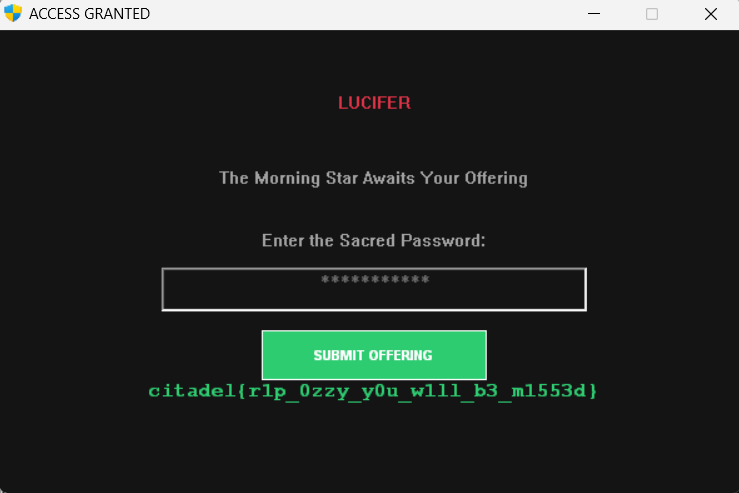 ACCESS GRANTED
LUCIFER
The Morning Star Awaits Your Offering
Enter the Sacred Password:
***********
SUBMIT OFFERING
citadel{r1p_0zzy_y0u_w1ll_b3_m1553d}